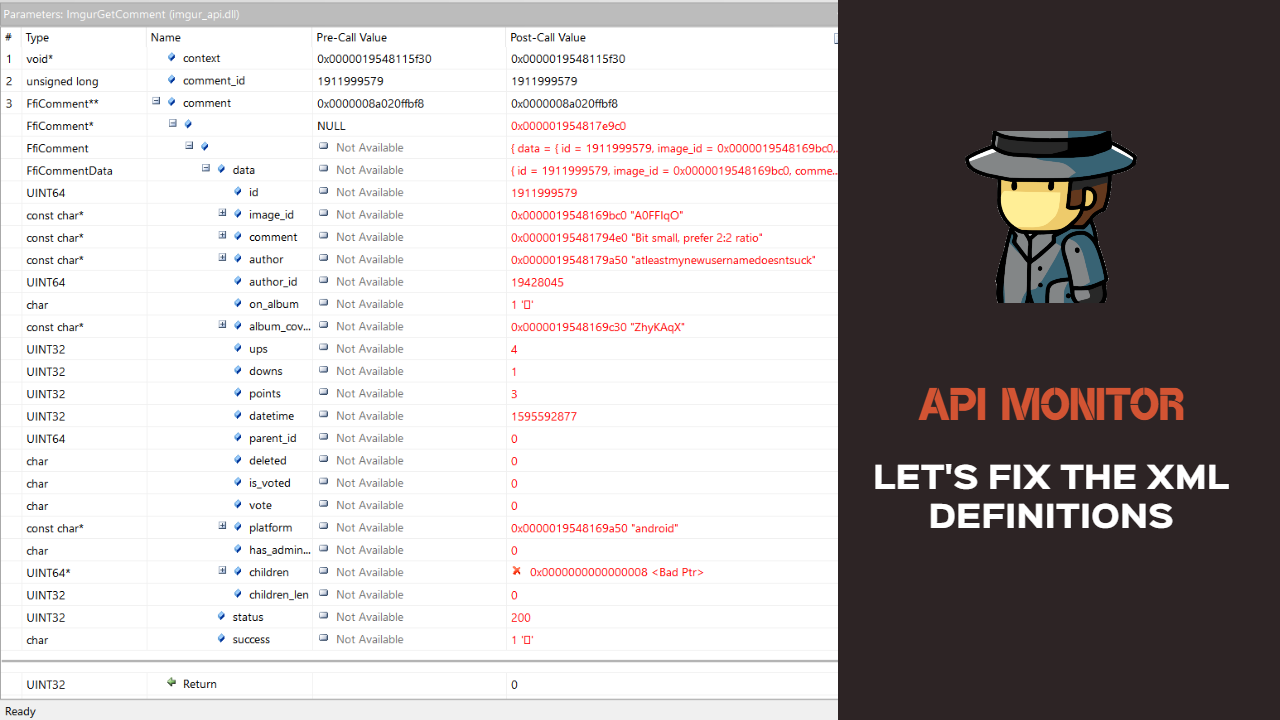 Parameters: ImgurGetComment (imgur_api.dll)
# Type Name Pre-Call Value Post-Call Value
1 void* context 0x0000019548115f30 0x0000019548115f30
2 unsigned long comment_id 1911999579 1911999579
3 FfiComment** comment 0x0000008a020ffbf8 0x0000008a020ffbf8
FfiComment* NULL 0x000001954817e9c0
FfiComment Not Available { data = { id = 1911999579, image_id = 0x0000019548169bc0,...
FfiCommentData data Not Available { id = 1911999579, image_id = 0x0000019548169bc0, comme...
UINT64 id Not Available 1911999579
const char* image_id Not Available 0x0000019548169bc0 "A0FFIqO"
const char* comment Not Available 0x00000195481794e0 "Bit small, prefer 2:2 ratio"
const char* author Not Available 0x0000019548179a50 "atleastmynewusernamedoesntsuck"
UINT64 author_id Not Available 19428045
char on_album Not Available 1 '▯'
const char* album_cov... Not Available 0x0000019548169c30 "ZhyKAqX"
UINT32 ups Not Available 4
UINT32 downs Not Available 1
UINT32 points Not Available 3
UINT32 datetime Not Available 1595592877
UINT64 parent_id Not Available 0
char deleted Not Available 0
char is_voted Not Available 0
char vote Not Available 0
const char* platform Not Available 0x0000019548169a50 "android"
char has_admin... Not Available 0
UINT64* children Not Available 0x0000000000000008 <Bad Ptr>
UINT32 children_len Not Available 0
UINT32 status Not Available 200
char success Not Available 1 '▯'
UINT32 Return 0
Ready
API MONITOR
LET'S FIX THE XML
DEFINITIONS